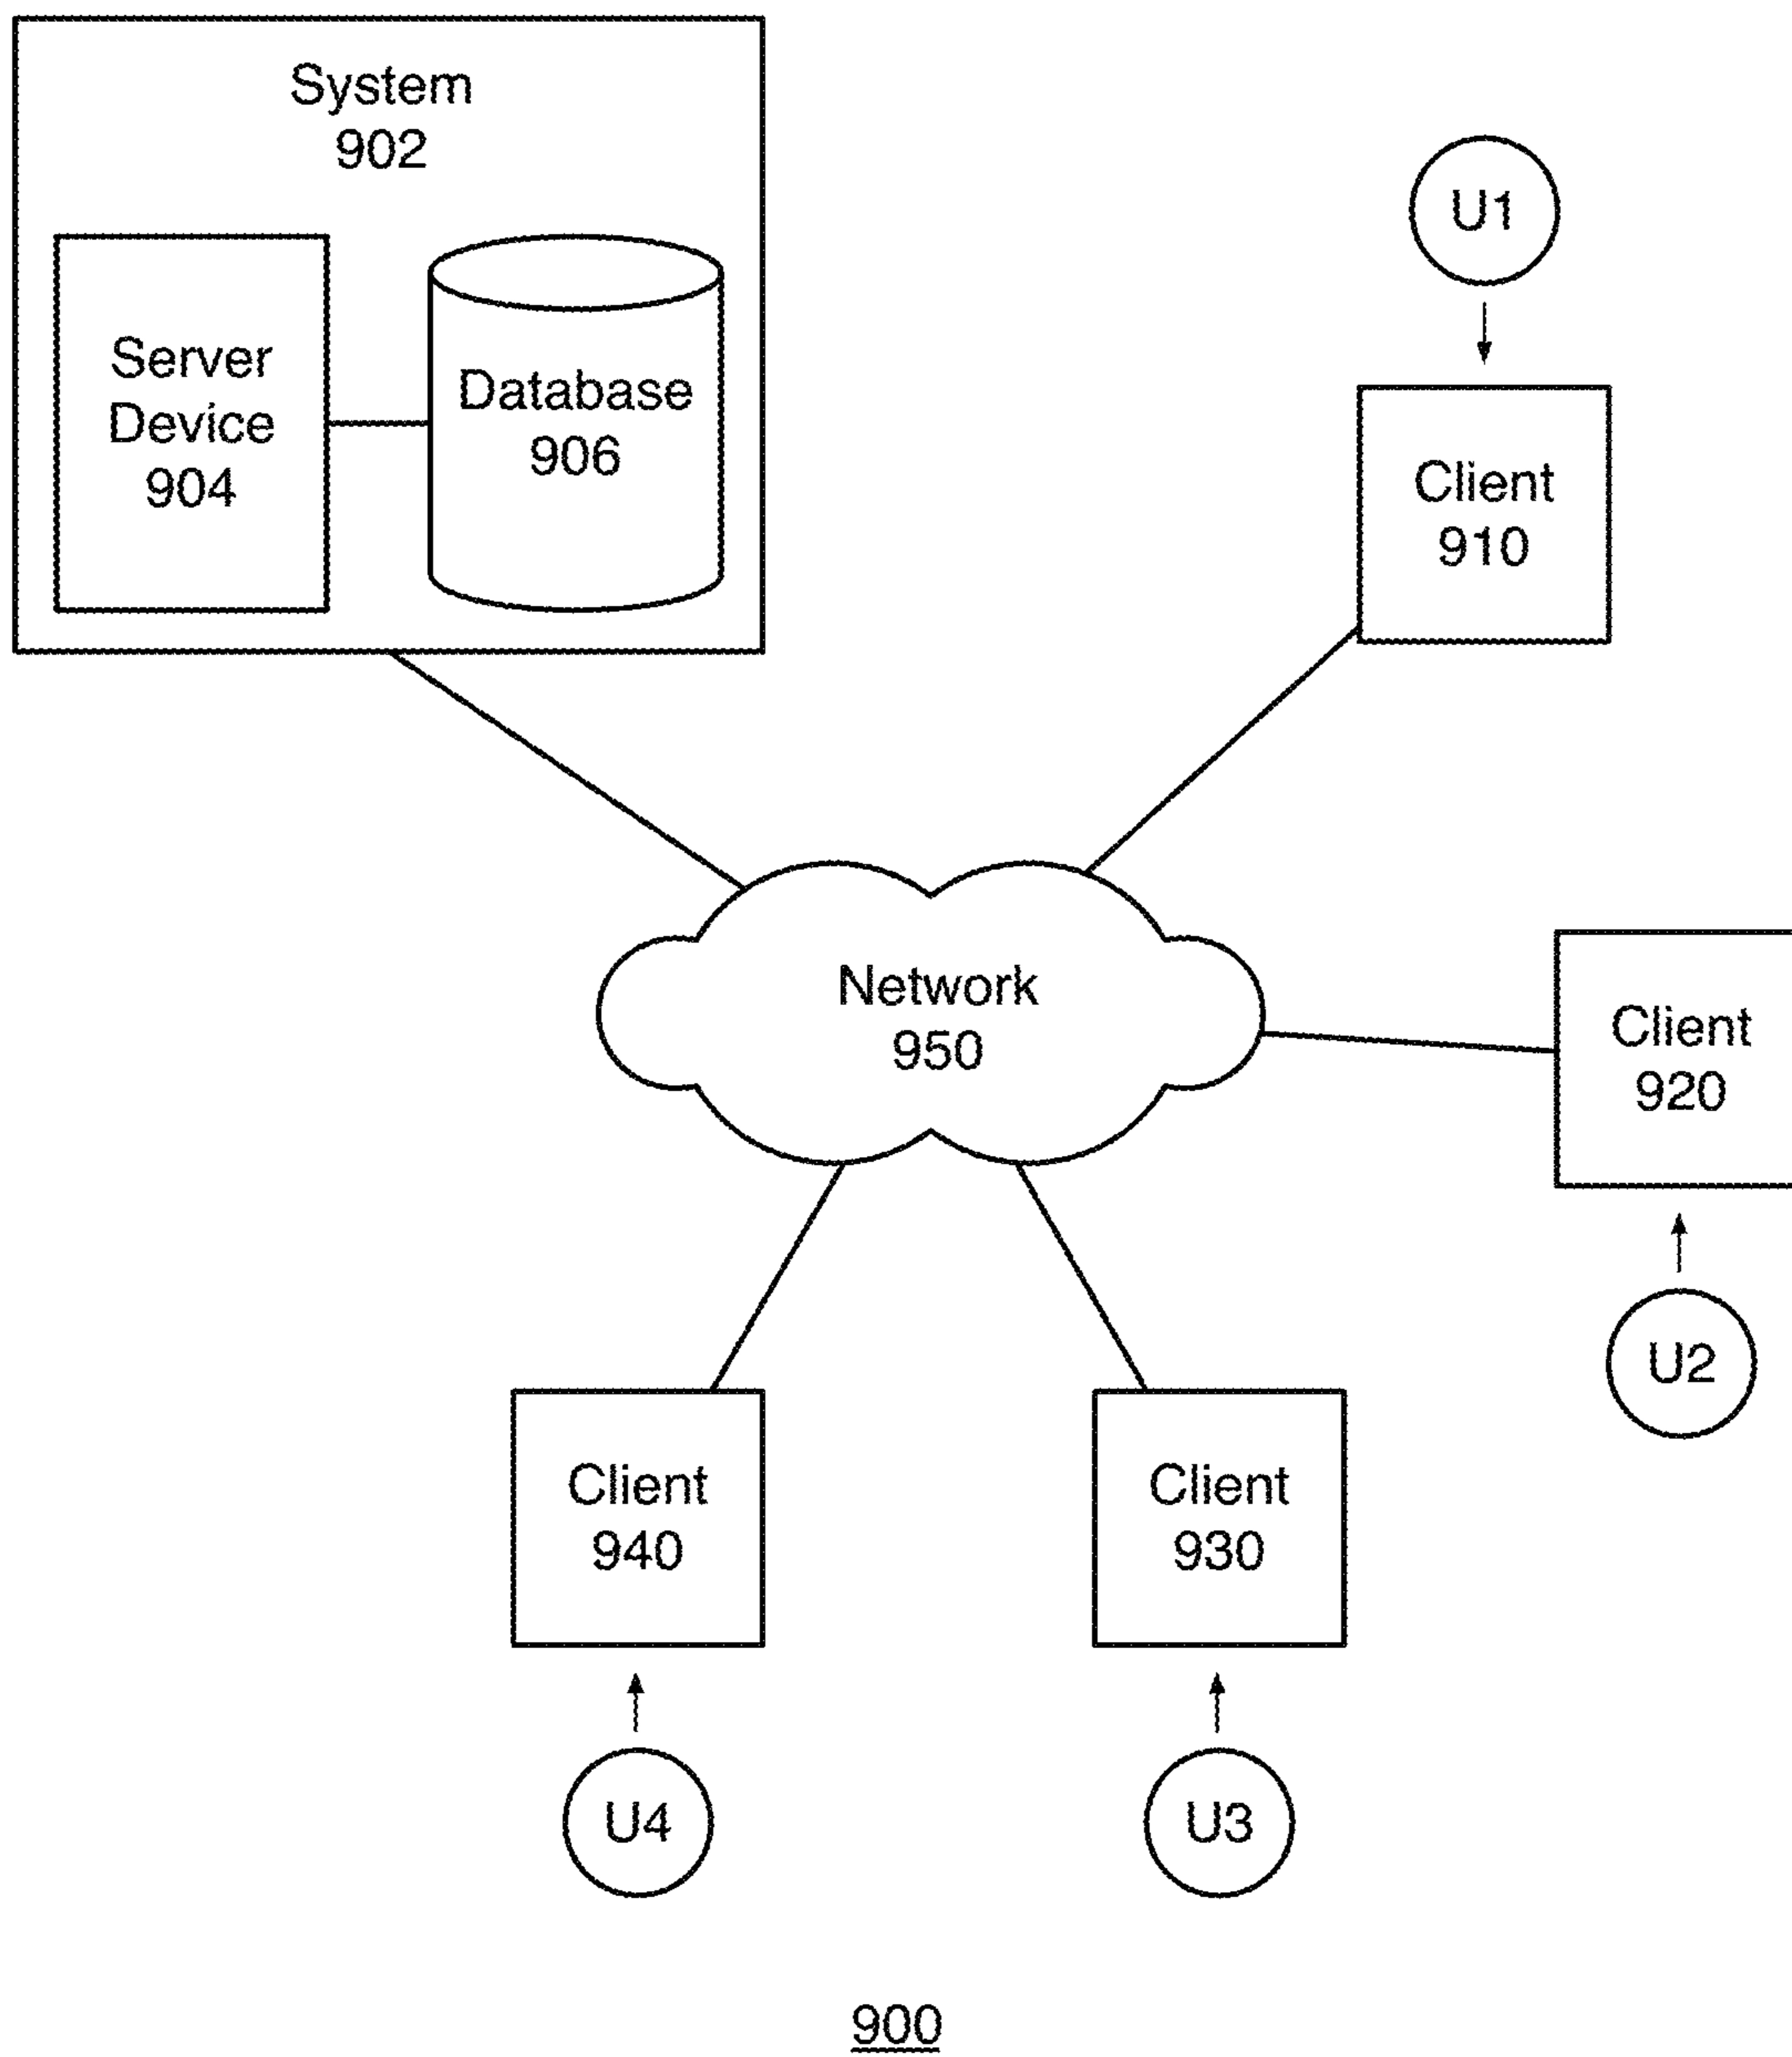 System
902
Server
Device
904
Database
906
U1
Client
910
Network
950
Client
920
U2
Client
940
Client
930
U4
U3
900